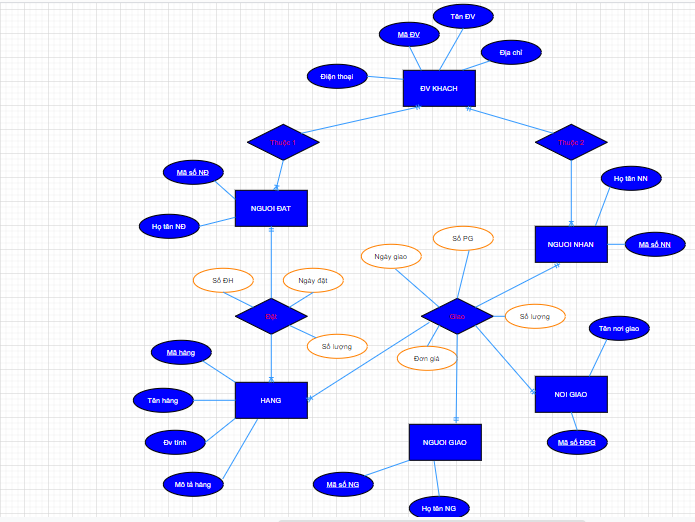 Tên ĐV
Mã ĐV
Địa chỉ
Điện thoại
ĐV KHACH
Thuộc 1
Thuộc 2
Mã số NĐ
Họ tên NN
NGUOI ĐAT
Họ tên NĐ
Số PG
NGUOI NHAN
Mã số NN
Ngày giao
Số ĐH
Ngày đặt
Đặt
Giao
Số lượng
Tên nơi giao
Số lượng
Mã hàng
Đơn giá
Tên hàng
HANG
NOI GIAO
Đv tính
NGUOI GIAO
Mã số ĐĐG
Mô tả hàng
Mã số NG
Họ tên NG